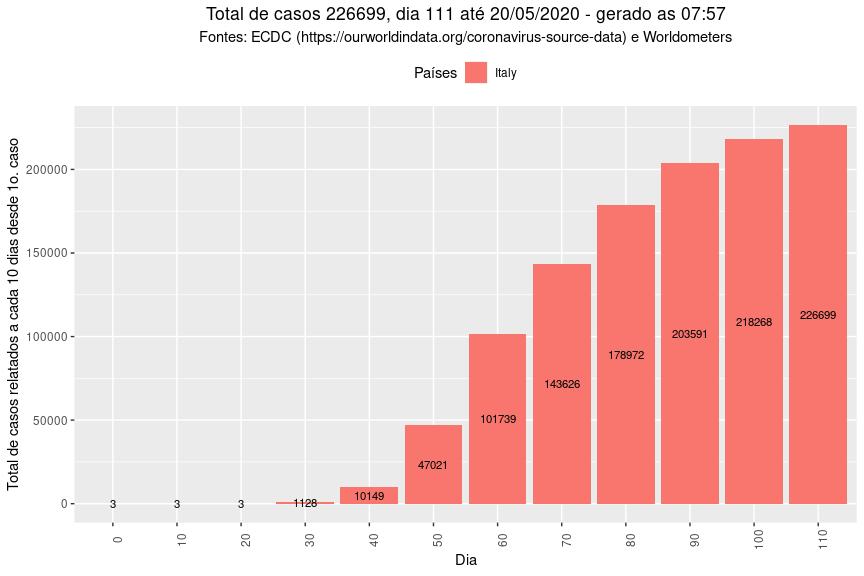 Total de casos 226699, dia 111 até 20/05/2020 - gerado as 07:57
Fontes: ECDC (https://ourworldindata.org/coronavirus-source-data) e Worldometers
Países Italy
Total de casos relatados a cada 10 dias desde 1o. caso
200000
150000
100000
50000
0
3 3 3 1128 10149 47021 101739 143626 178972 203591 218268 226699
0 10 20 30 40 50 60 70 80 90 100 110
Dia